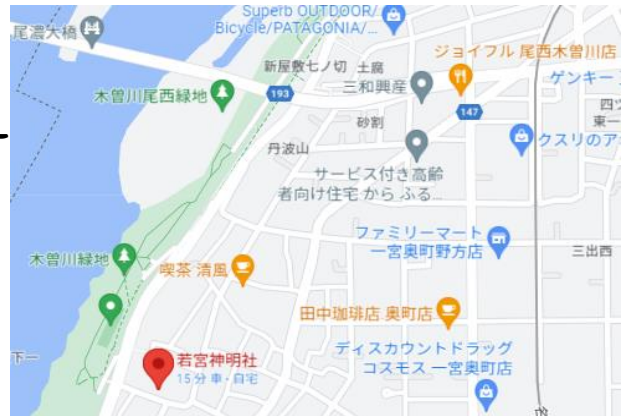 Superb OUTDOOR/
Bicycle/PATAGONIA/...
尾濃大橋
ジョイフル 尾西木曽川店
新屋敷七ノ切
土腐
193
三和興産
ゲンキー
木曽川尾西緑地
147
四ツ
東一
砂割
クスリのアオ
丹波山
サービス付き高齢
者向け住宅 から ふる...
ファミリーマート
一宮奥町野方店
三出西
木曽川緑地
喫茶 清風
田中珈琲店 奥町店
下一
若宮神明社
15 分 車 - 自宅
ディスカウントドラッグ
コスモス 一宮奥町店